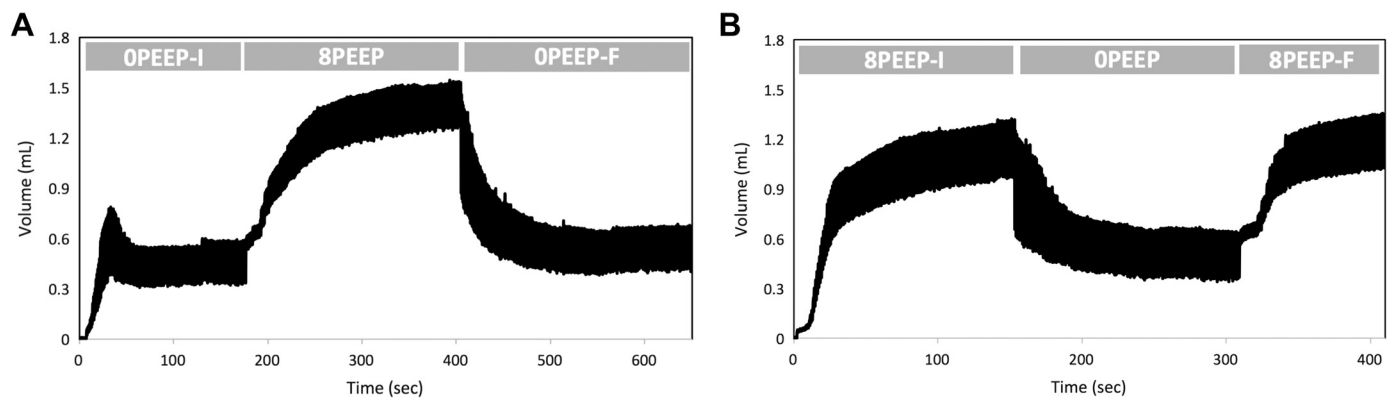 A
0PEEP-I 8PEEP 0PEEP-F
Volume (mL)
1.8
1.5
1.2
0.9
0.6
0.3
0
0 100 200 300 400 500 600
Time (sec)
B
8PEEP-I 0PEEP 8PEEP-F
Volume (mL)
1.8
1.5
1.2
0.9
0.6
0.3
0
0 100 200 300 400
Time (sec)